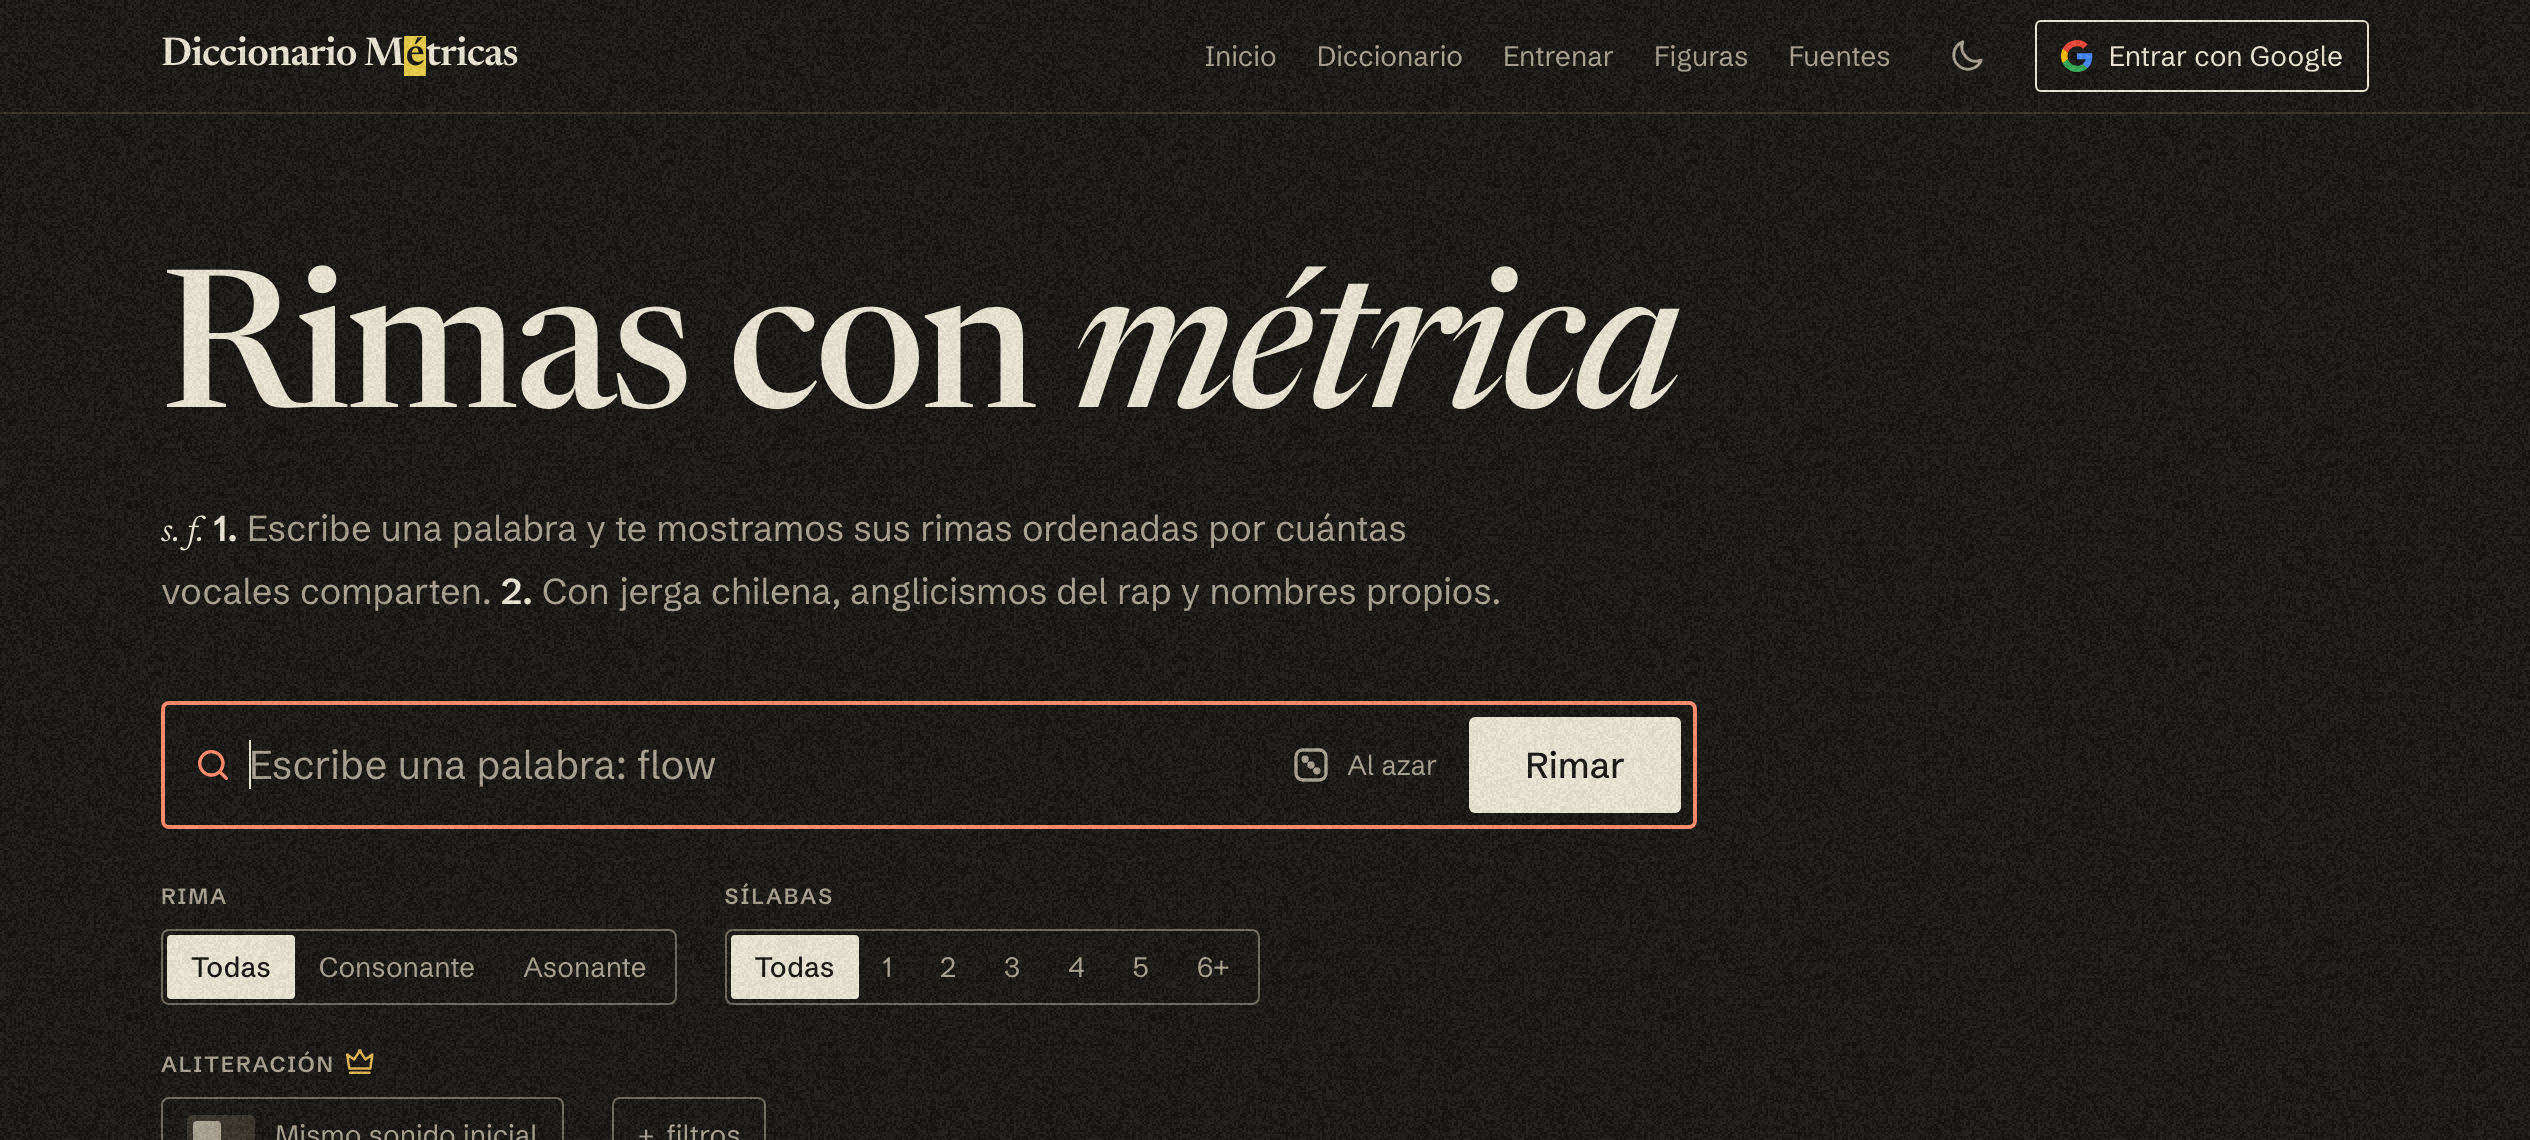 Diccionario Métricas
Inicio Diccionario Entrenar Figuras Fuentes Entrar con Google
Rimas con métrica
s. f. 1. Escribe una palabra y te mostramos sus rimas ordenadas por cuántas
vocales comparten. 2. Con jerga chilena, anglicismos del rap y nombres propios.
Escribe una palabra: flow Al azar Rimar
RIMA SÍLABAS
Todas Consonante Asonante Todas 1 2 3 4 5 6+
ALITERACIÓN
Mismo sonido inicial + filtros